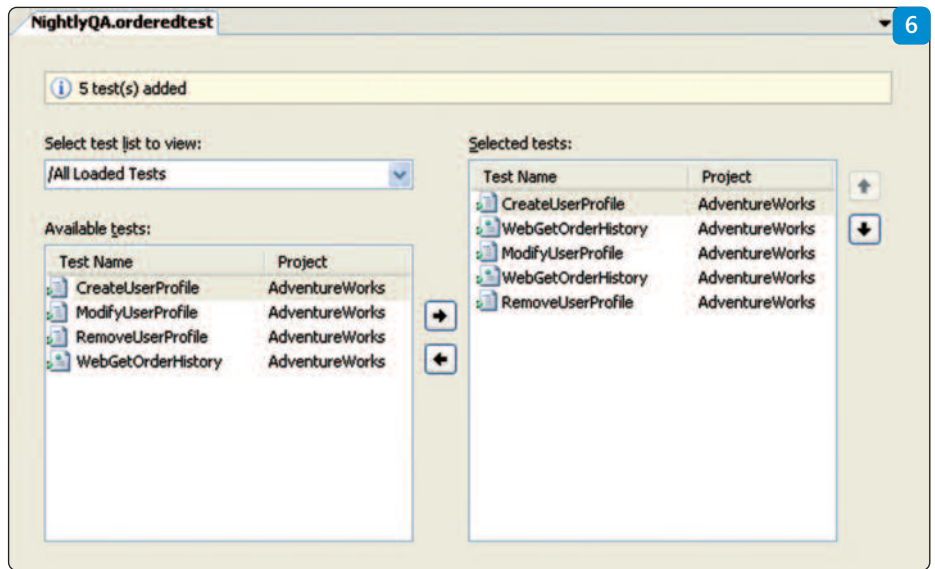 NightlyQA.orderedtest
6
5 test(s) added
Select test list to view:
/All Loaded Tests
Available tests:
Test Name Project
CreateUserProfile AdventureWorks
ModifyUserProfile AdventureWorks
RemoveUserProfile AdventureWorks
WebGetOrderHistory AdventureWorks
Selected tests:
Test Name Project
CreateUserProfile AdventureWorks
WebGetOrderHistory AdventureWorks
ModifyUserProfile AdventureWorks
WebGetOrderHistory AdventureWorks
RemoveUserProfile AdventureWorks